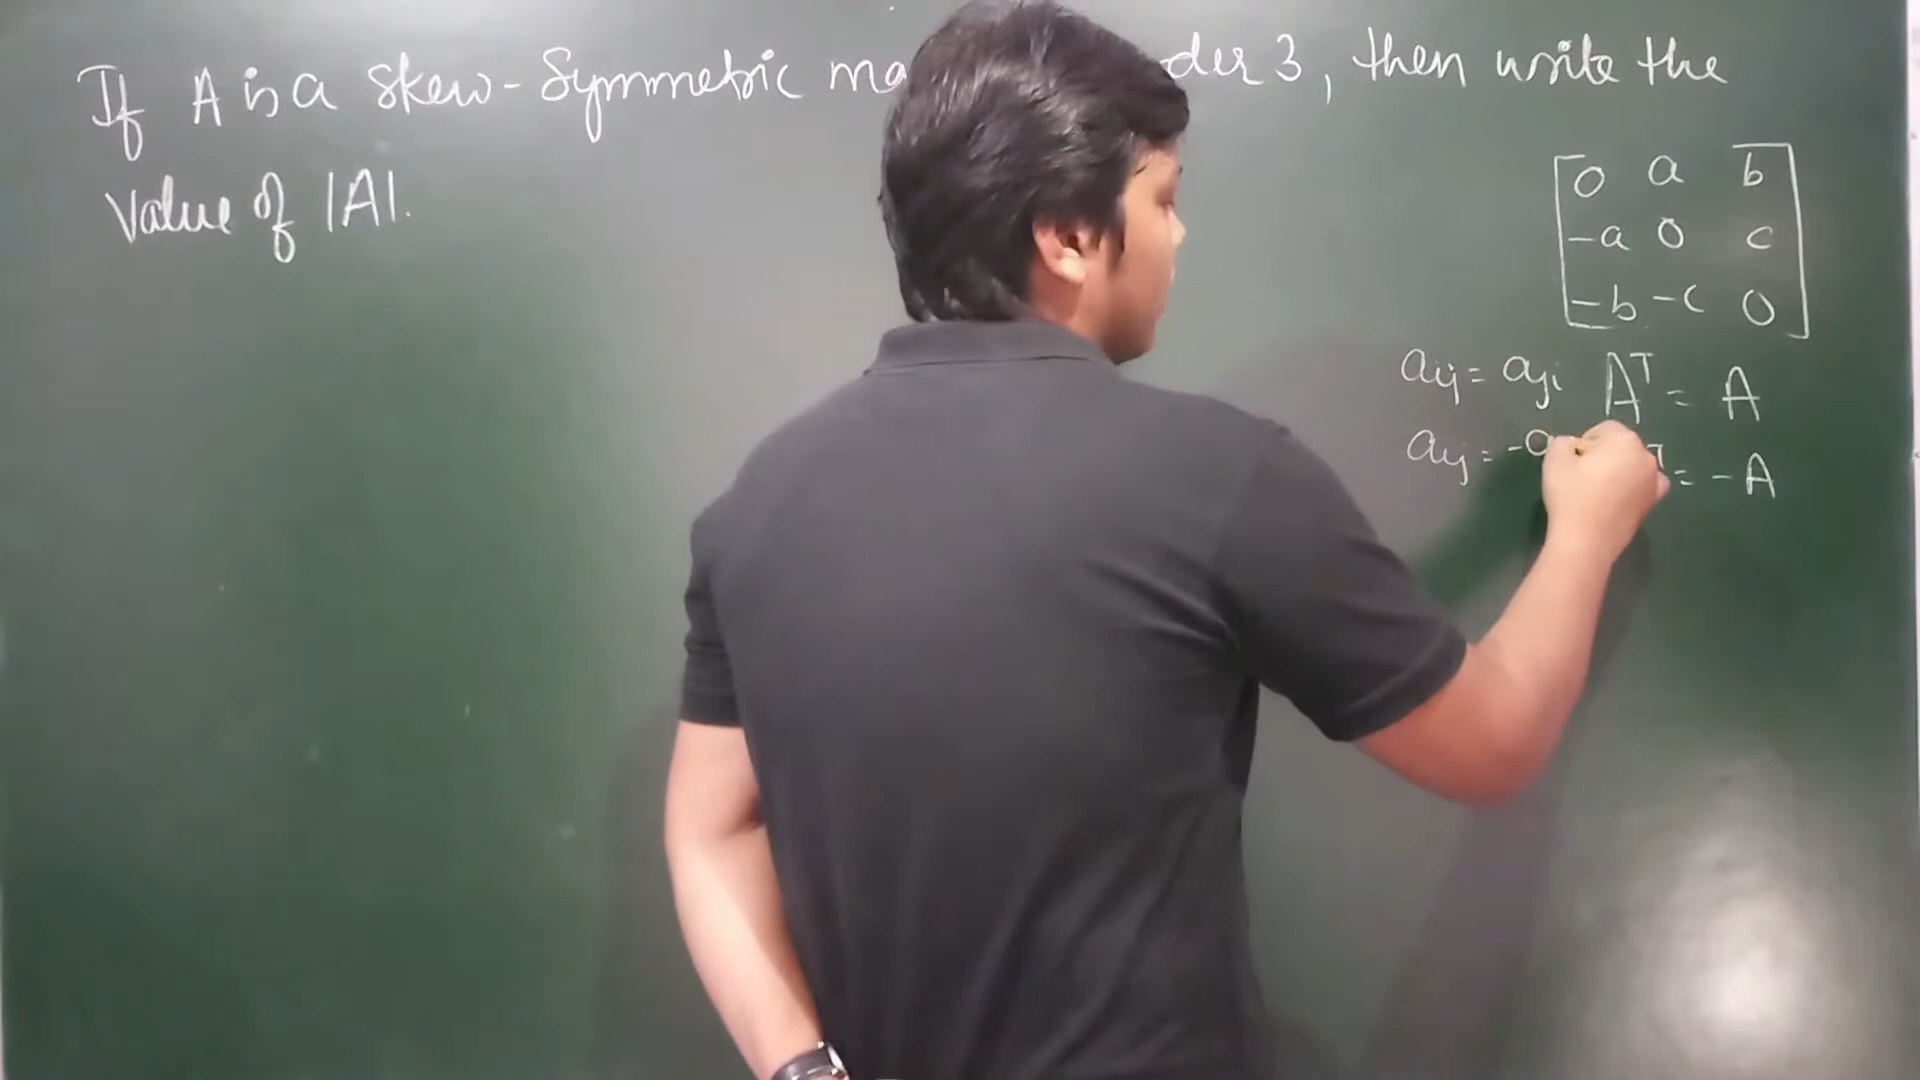 If A is a skew-Symmetric ma der 3, then write the
Value of |A|.
0 a b
-a 0 c
-b -c 0
aij = aji Aᵀ = A
aij = -a = -A